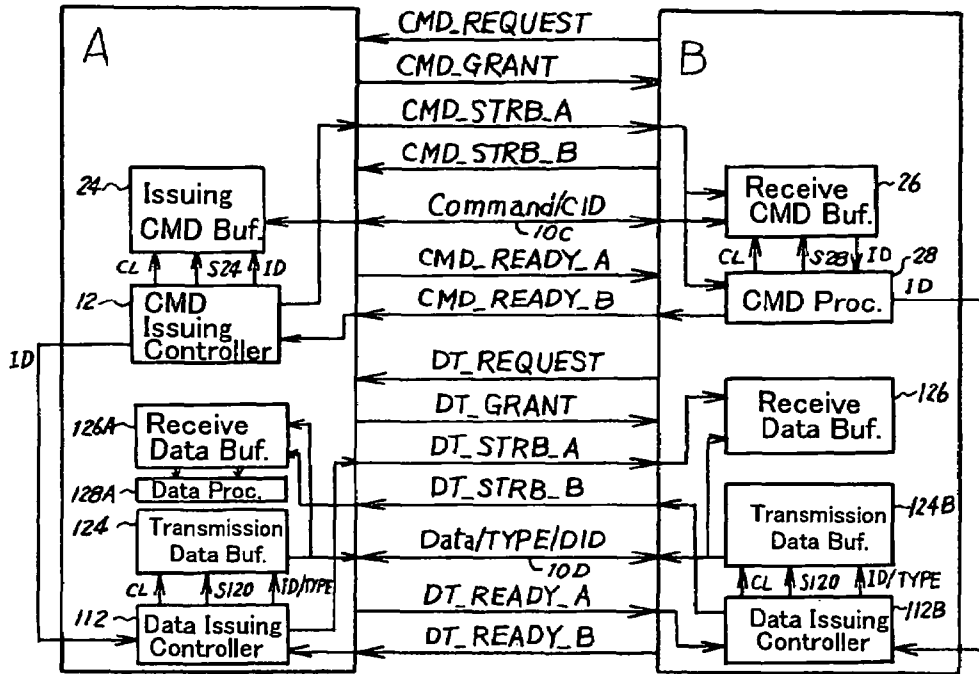 A
B
CMD_REQUEST
CMD_GRANT
CMD_STRB_A
CMD_STRB_B
Command/CID
10C
CMD_READY_A
CMD_READY_B
DT_REQUEST
DT_GRANT
DT_STRB_A
DT_STRB_B
Data/TYPE/DID
10D
DT_READY_A
DT_READY_B
24
Issuing
CMD Buf.
CL
S24
ID
12
CMD
Issuing
Controller
ID
126A
Receive
Data Buf.
128A
Data Proc.
124
Transmission
Data Buf.
CL
S120
ID/TYPE
112
Data Issuing
Controller
Receive
CMD Buf.
26
CL
S28
ID
28
CMD Proc.
ID
Receive
Data Buf.
126
Transmission
Data Buf.
124B
CL
S120
ID/TYPE
Data Issuing
Controller
112B